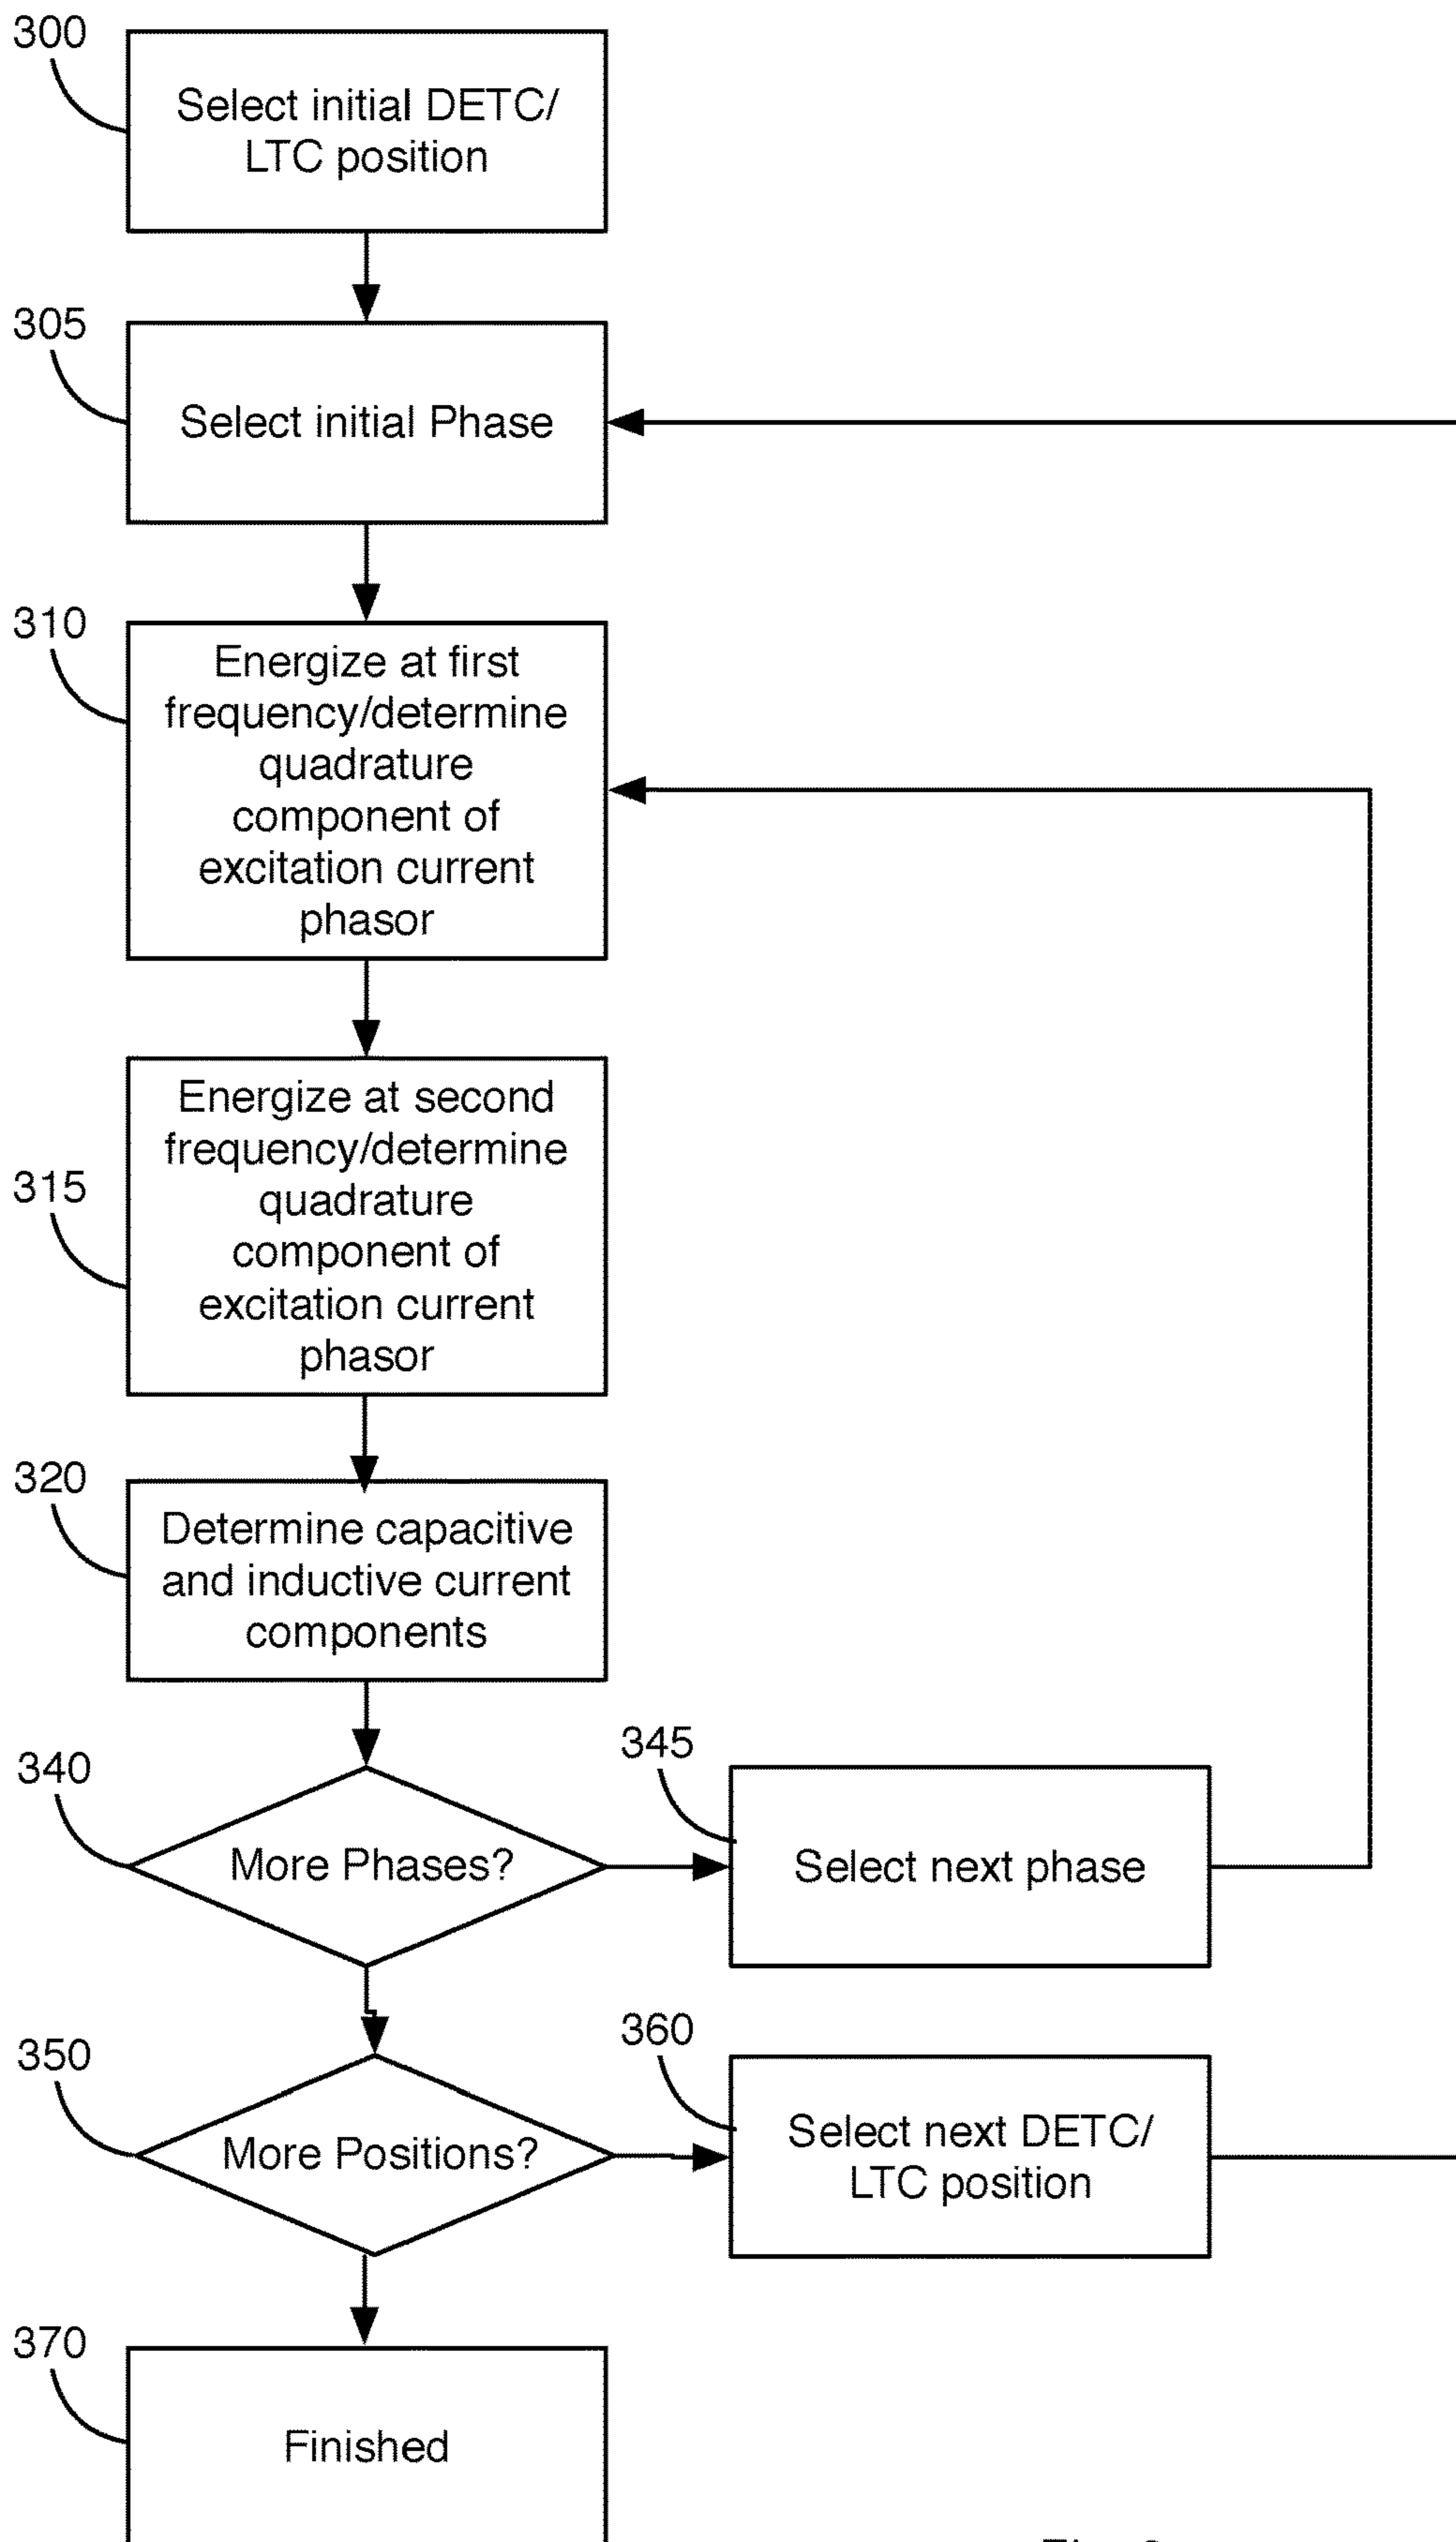 300
Select initial DETC/
LTC position
305
Select initial Phase
310
Energize at first
frequency/determine
quadrature
component of
excitation current
phasor
315
Energize at second
frequency/determine
quadrature
component of
excitation current
phasor
320
Determine capacitive
and inductive current
components
340
More Phases?
345
Select next phase
350
More Positions?
360
Select next DETC/
LTC position
370
Finished